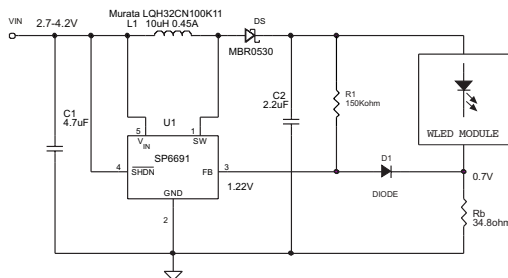 Murata LQH32CN100K11
VIN
2.7-4.2V
L1 10uH 0.45A
DS
MBR0530
C1
4.7uF
U1
5
1
VIN
SW
SP6691
4
SHDN
FB
3
GND
1.22V
2
C2
2.2uF
R1
150Kohm
WLED MODULE
D1
DIODE
0.7V
Rb
34.8ohm